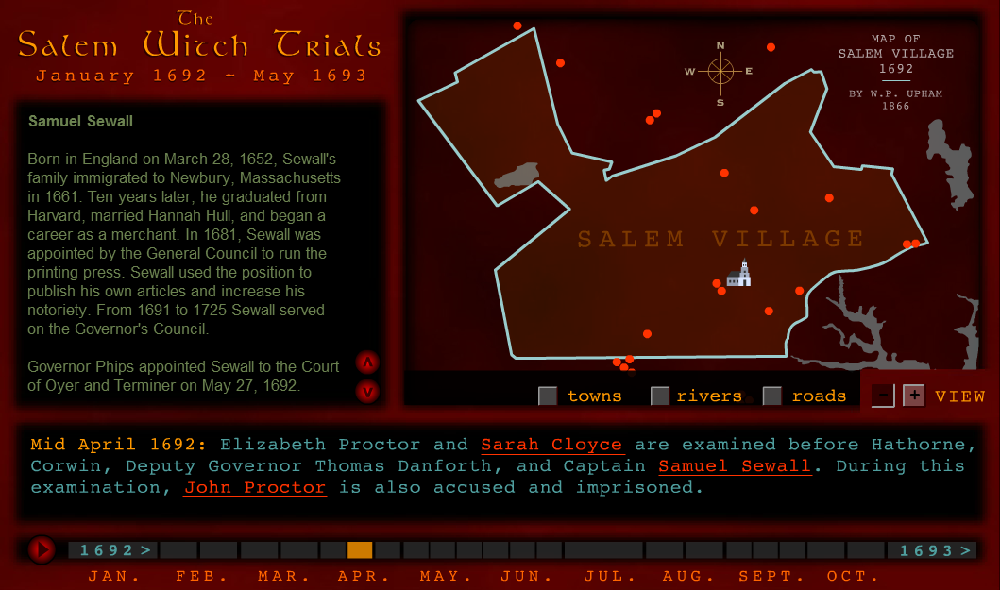 The
Salem Witch Trials
January 1692 ~ May 1693
Samuel Sewall
Born in England on March 28, 1652, Sewall's
family immigrated to Newbury, Massachusetts
in 1661. Ten years later, he graduated from
Harvard, married Hannah Hull, and began a
career as a merchant. In 1681, Sewall was
appointed by the General Council to run the
printing press. Sewall used the position to
publish his own articles and increase his
notoriety. From 1691 to 1725 Sewall served
on the Governor's Council.
Governor Phips appointed Sewall to the Court
of Oyer and Terminer on May 27, 1692.
N
W E
S
MAP OF
SALEM VILLAGE
1692
BY W.P. UPHAM
1866
SALEM VILLAGE
towns rivers roads - + VIEW
Mid April 1692: Elizabeth Proctor and Sarah Cloyce are examined before Hathorne,
Corwin, Deputy Governor Thomas Danforth, and Captain Samuel Sewall. During this
examination, John Proctor is also accused and imprisoned.
1692 > 1693 >
JAN. FEB. MAR. APR. MAY. JUN. JUL. AUG. SEPT. OCT.